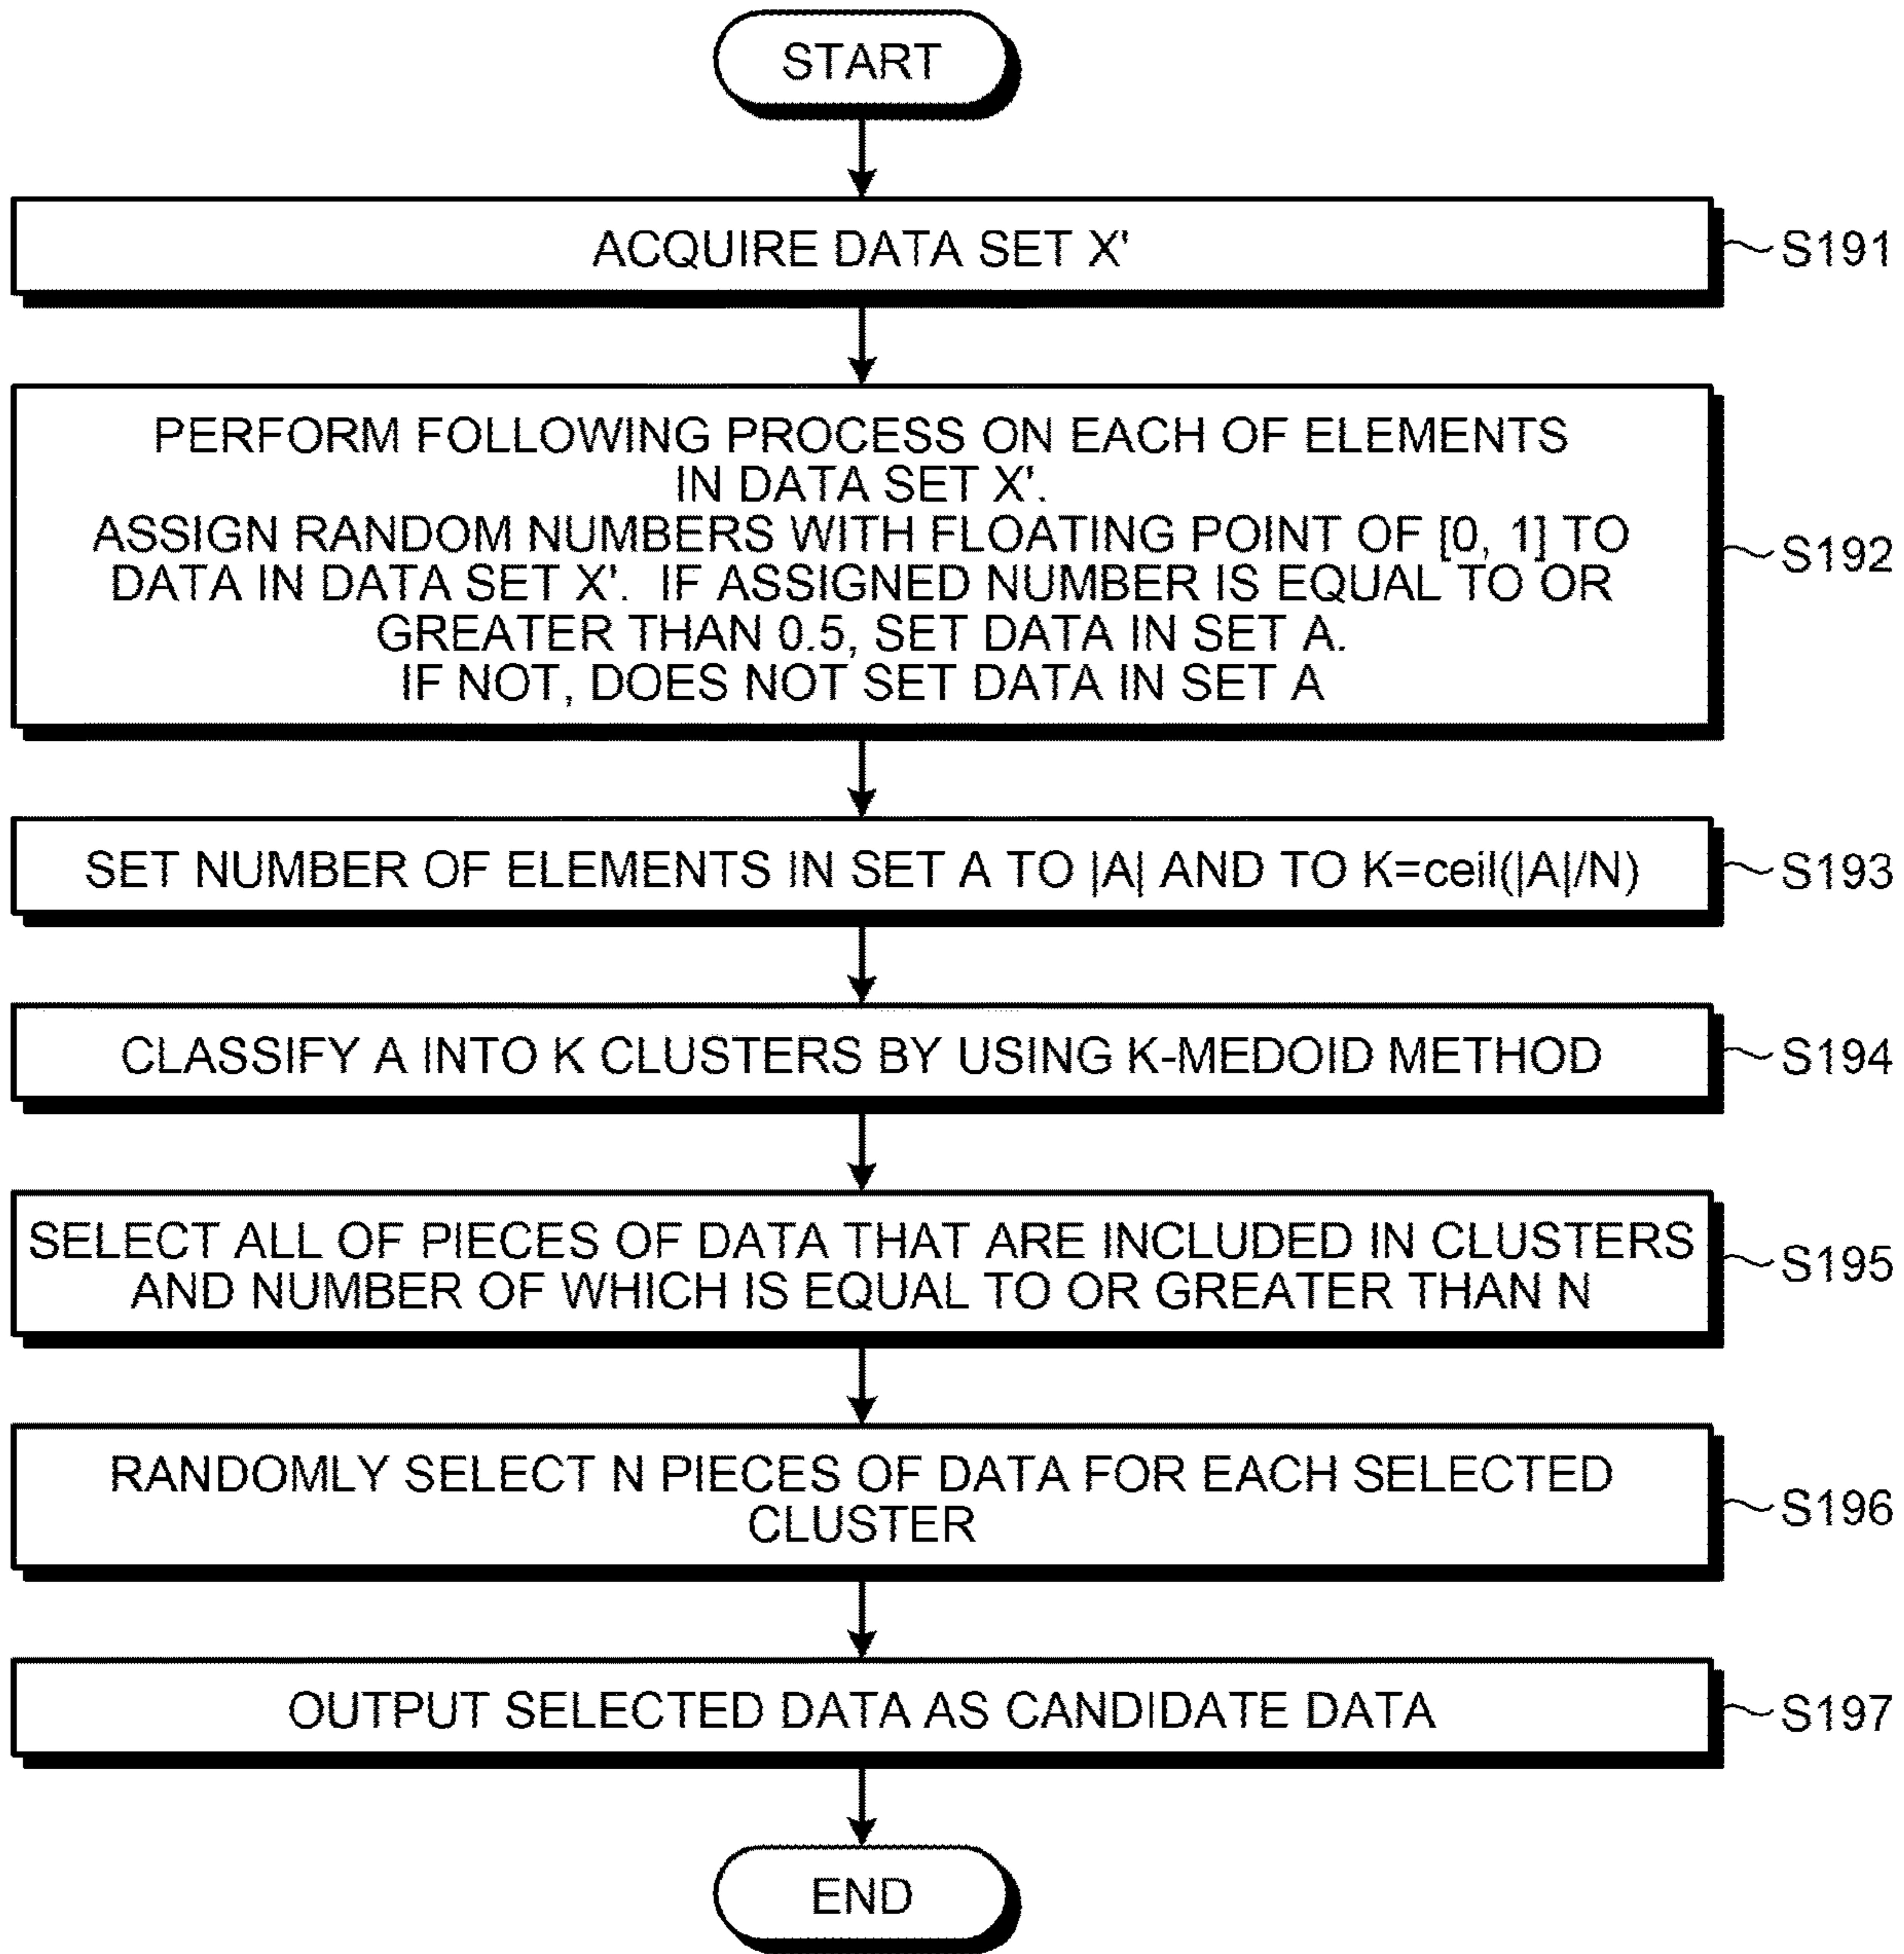 START
ACQUIRE DATA SET X'
S191
PERFORM FOLLOWING PROCESS ON EACH OF ELEMENTS
IN DATA SET X'.
ASSIGN RANDOM NUMBERS WITH FLOATING POINT OF [0, 1] TO
DATA IN DATA SET X'. IF ASSIGNED NUMBER IS EQUAL TO OR
GREATER THAN 0.5, SET DATA IN SET A.
IF NOT, DOES NOT SET DATA IN SET A
S192
SET NUMBER OF ELEMENTS IN SET A TO |A| AND TO K=ceil(|A|/N)
S193
CLASSIFY A INTO K CLUSTERS BY USING K-MEDOID METHOD
S194
SELECT ALL OF PIECES OF DATA THAT ARE INCLUDED IN CLUSTERS
AND NUMBER OF WHICH IS EQUAL TO OR GREATER THAN N
S195
RANDOMLY SELECT N PIECES OF DATA FOR EACH SELECTED
CLUSTER
S196
OUTPUT SELECTED DATA AS CANDIDATE DATA
S197
END